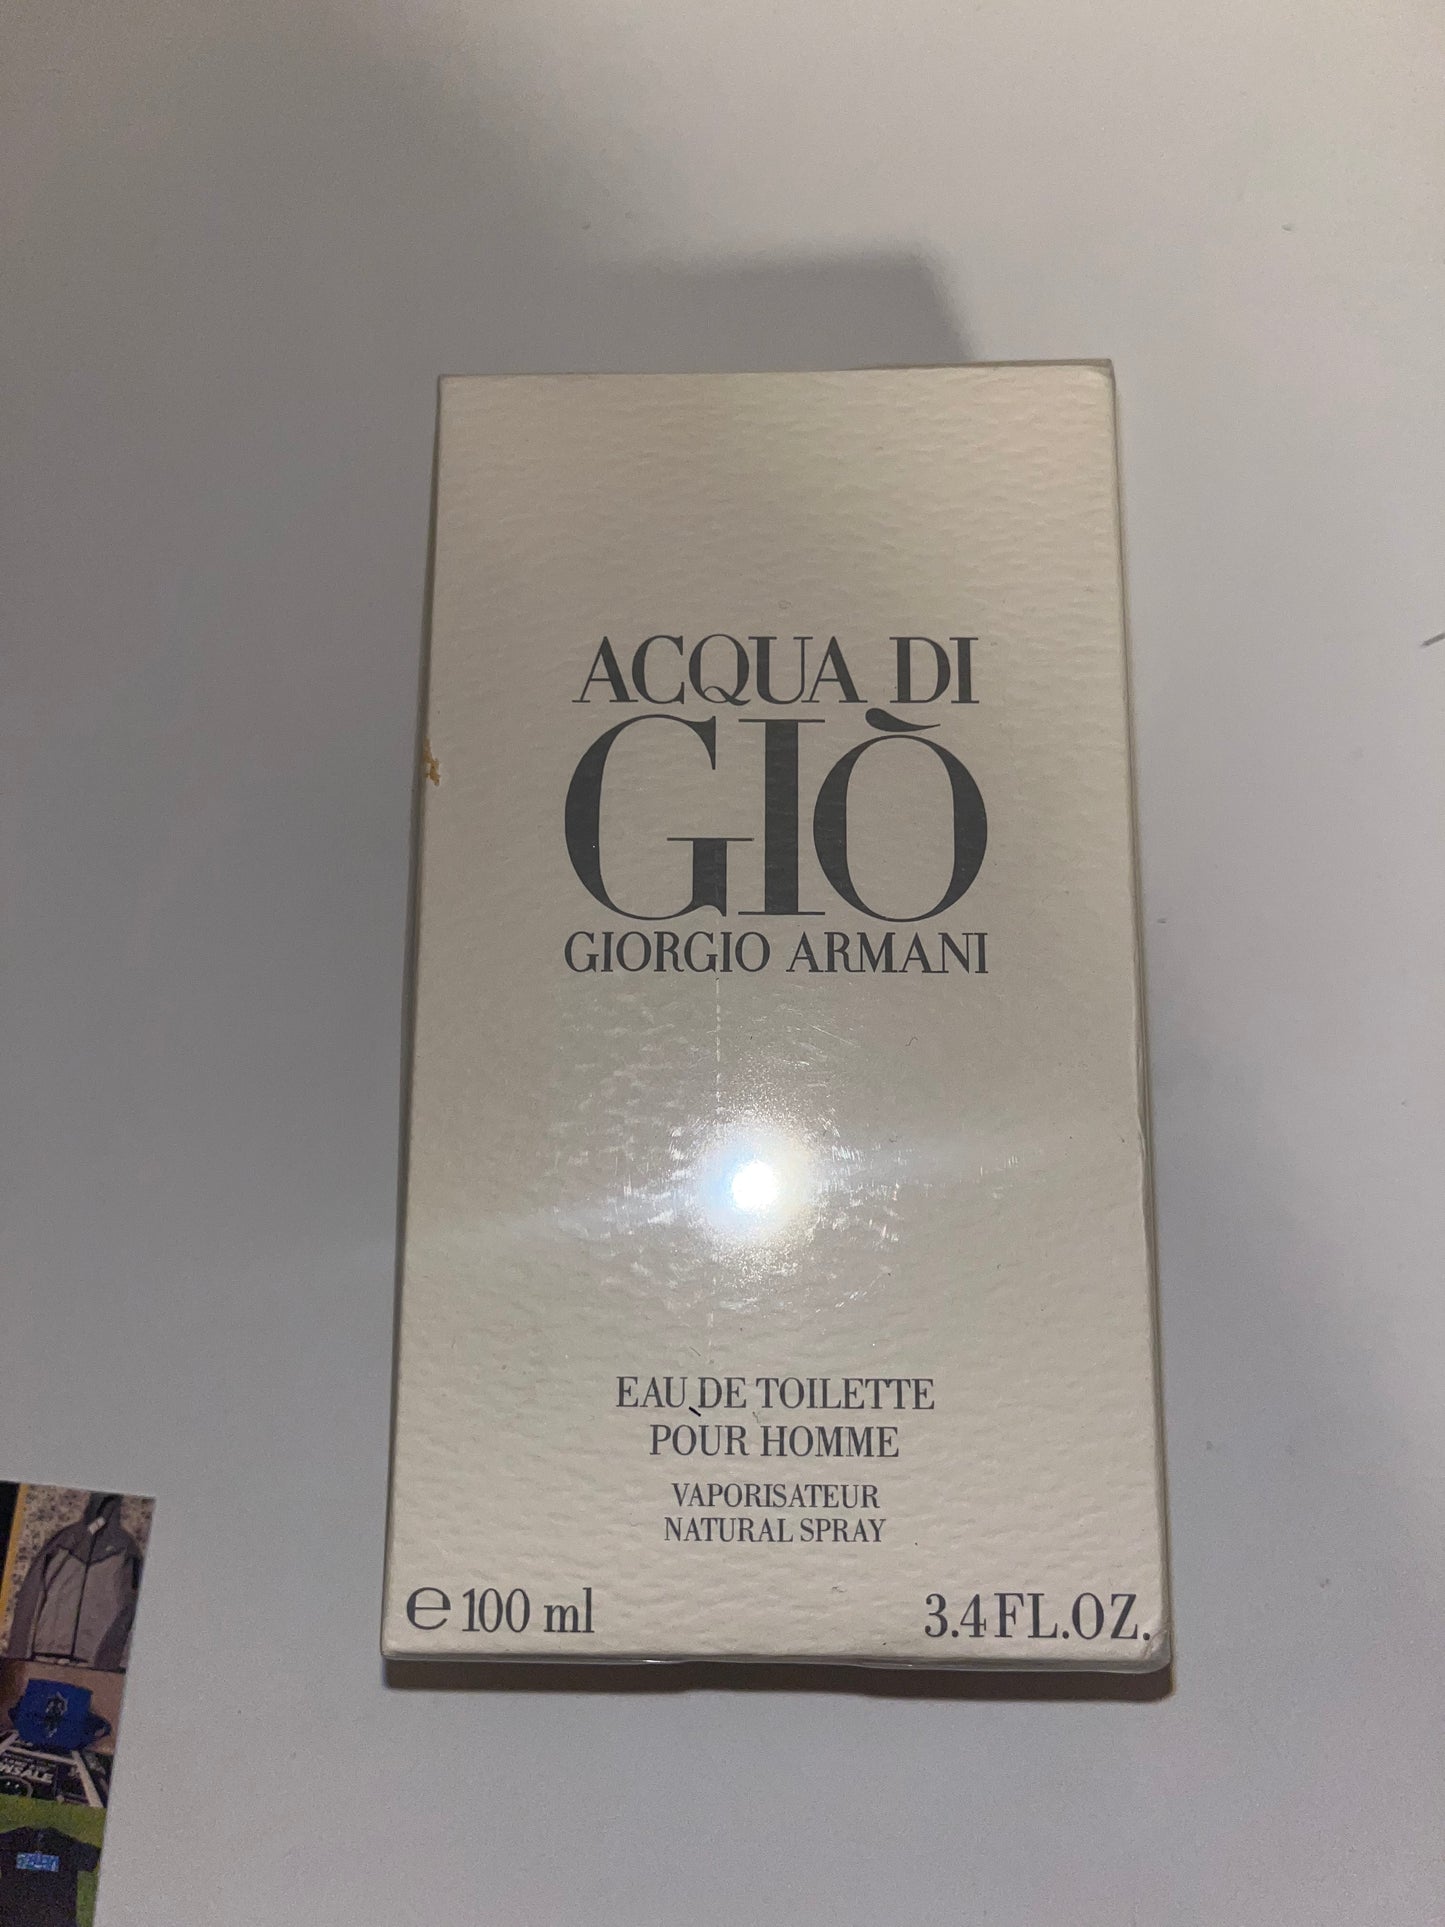 ACQUA DI
GIÒ
GIORGIO ARMANI
EAU DE TOILETTE
POUR HOMME
VAPORISATEUR
NATURAL SPRAY
℮ 100 ml
3.4 FL.OZ.